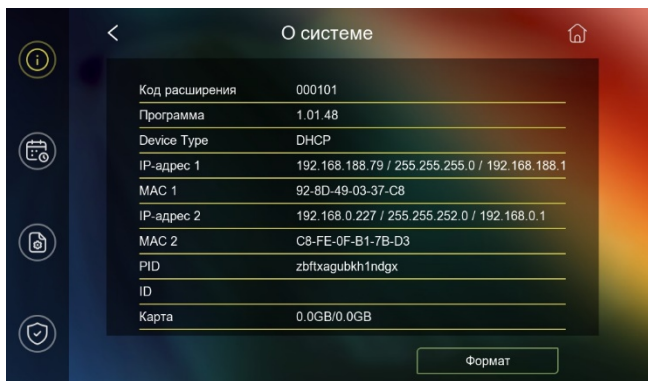 О системе
Код расширения 000101
Программа 1.01.48
Device Type DHCP
IP-адрес 1 192.168.188.79 / 255.255.255.0 / 192.168.188.1
MAC 1 92-8D-49-03-37-C8
IP-адрес 2 192.168.0.227 / 255.255.252.0 / 192.168.0.1
MAC 2 C8-FE-0F-B1-7B-D3
PID zbftxagubkh1ndgx
ID
Карта 0.0GB/0.0GB
Формат